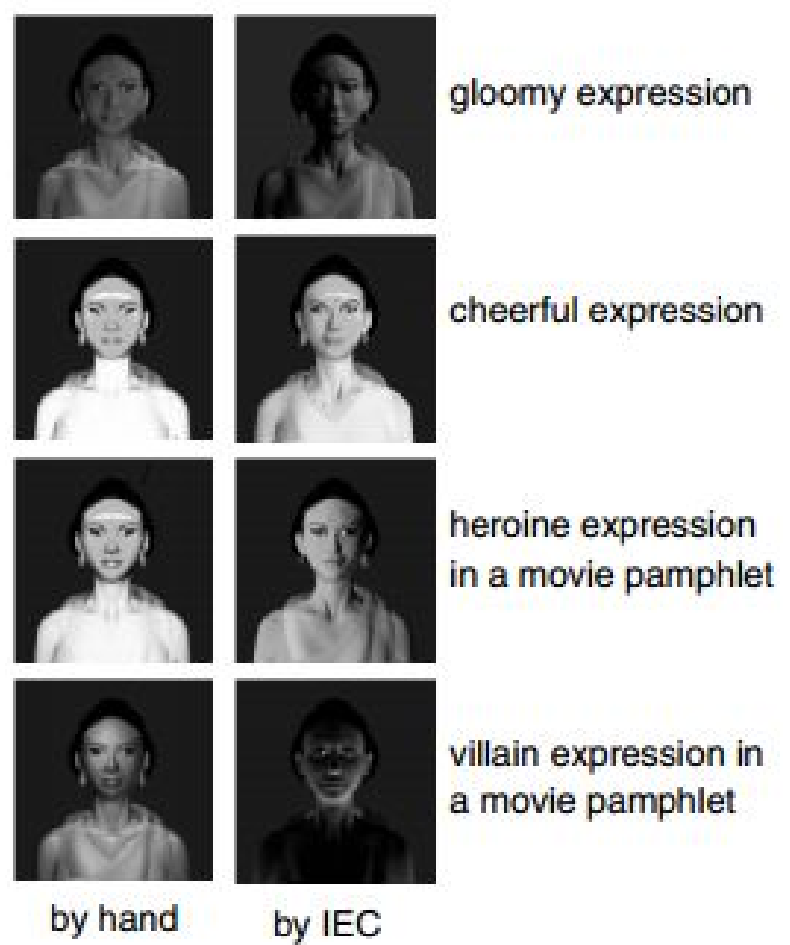 gloomy expression
cheerful expression
heroine expression
in a movie pamphlet
villain expression in
a movie pamphlet
by hand
by IEC